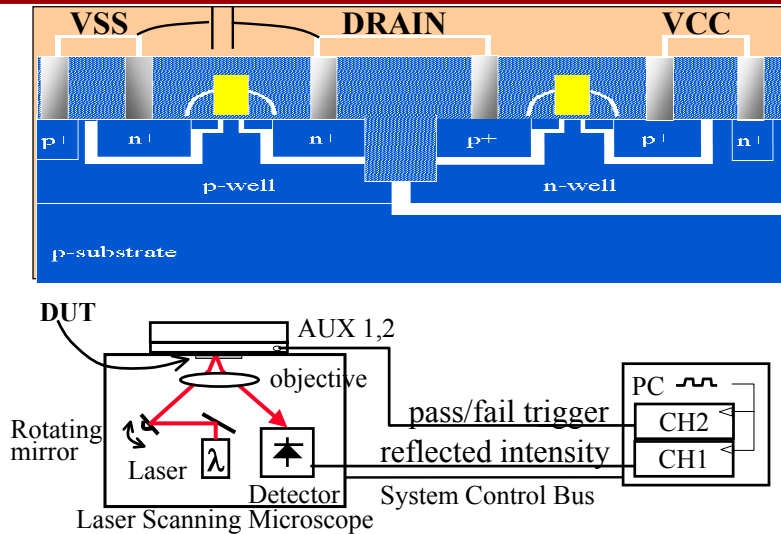 VSS DRAIN VCC
p+ n+ n+ p+ p+ n+
p-well n-well
p-substrate
DUT
AUX 1,2
objective
PC
pass/fail trigger
CH2
Rotating
mirror
Laser
λ
reflected intensity
CH1
Detector
System Control Bus
Laser Scanning Microscope